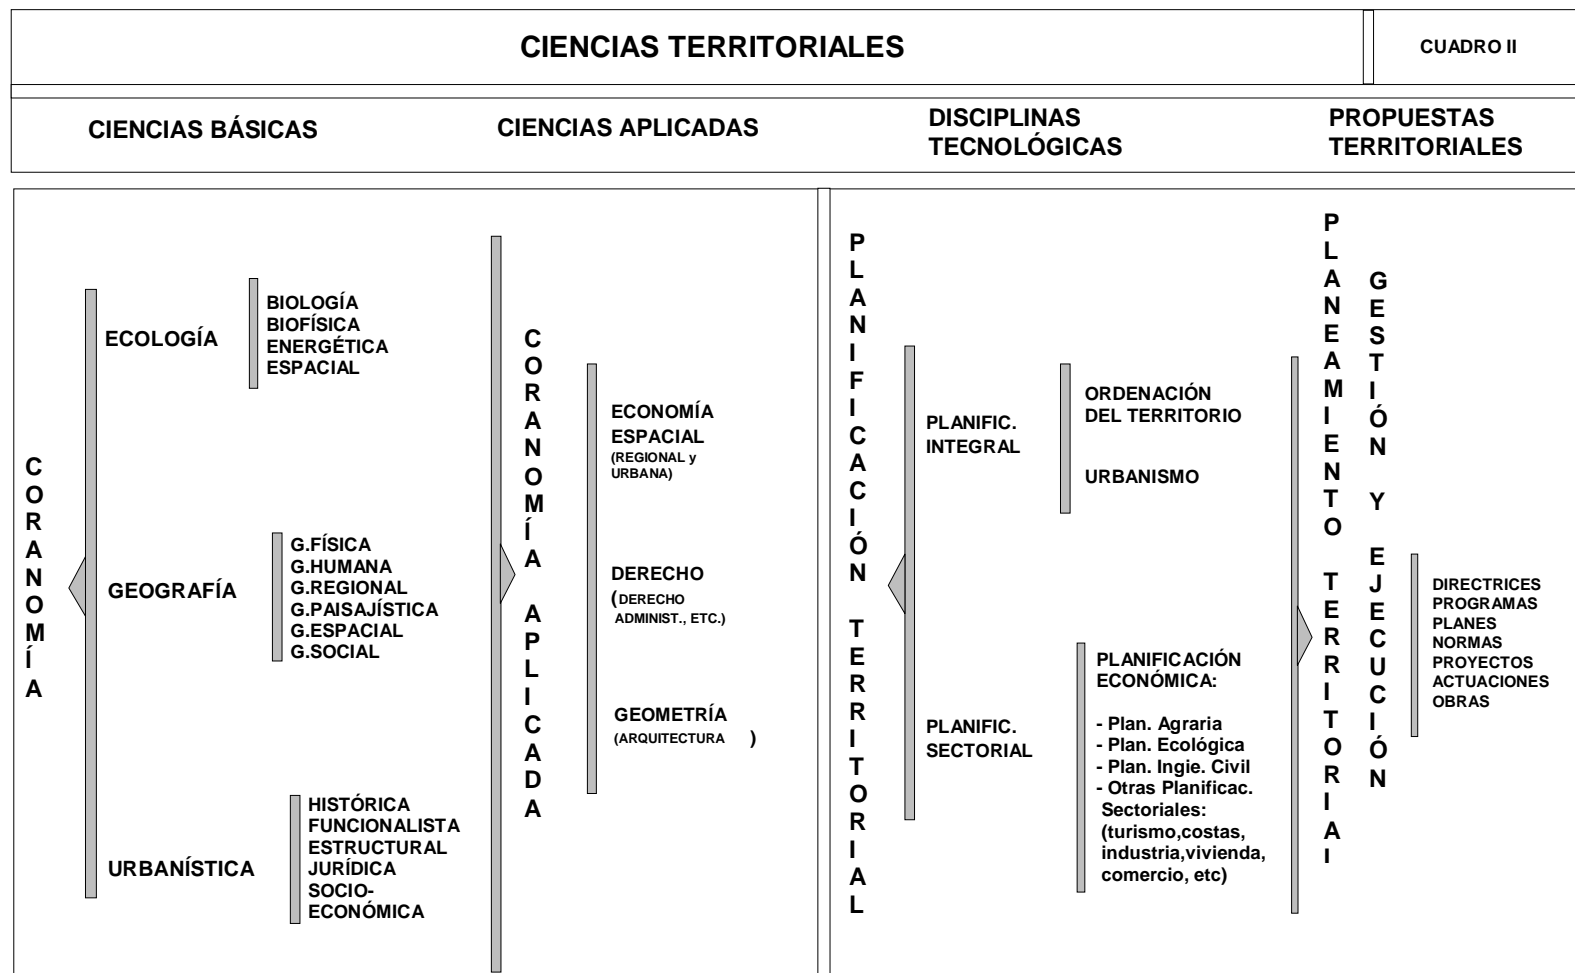 CIENCIAS TERRITORIALES
CUADRO II
CIENCIAS BÁSICAS
CIENCIAS APLICADAS
DISCIPLINAS
TECNOLÓGICAS
PROPUESTAS
TERRITORIALES
CORANOMÍA
ECOLOGÍA
BIOLOGÍA
BIOFÍSICA
ENERGÉTICA
ESPACIAL
GEOGRAFÍA
G.FÍSICA
G.HUMANA
G.REGIONAL
G.PAISAJÍSTICA
G.ESPACIAL
G.SOCIAL
URBANÍSTICA
HISTÓRICA
FUNCIONALISTA
ESTRUCTURAL
JURÍDICA
SOCIO-
ECONÓMICA
CORANOMÍA APLICADA
ECONOMÍA
ESPACIAL
(REGIONAL y
URBANA)
DERECHO
(DERECHO
ADMINIST., ETC.)
GEOMETRÍA
(ARQUITECTURA )
PLANIFICACIÓN TERRITORIAL
PLANIFIC.
INTEGRAL
ORDENACIÓN
DEL TERRITORIO
URBANISMO
PLANIFIC.
SECTORIAL
PLANIFICACIÓN
ECONÓMICA:
- Plan. Agraria
- Plan. Ecológica
- Plan. Ingie. Civil
- Otras Planificac.
Sectoriales:
(turismo,costas,
industria,vivienda,
comercio, etc)
PLANEAMIENTO TERRITORIAL
GESTIÓN Y EJECUCIÓN
DIRECTRICES
PROGRAMAS
PLANES
NORMAS
PROYECTOS
ACTUACIONES
OBRAS